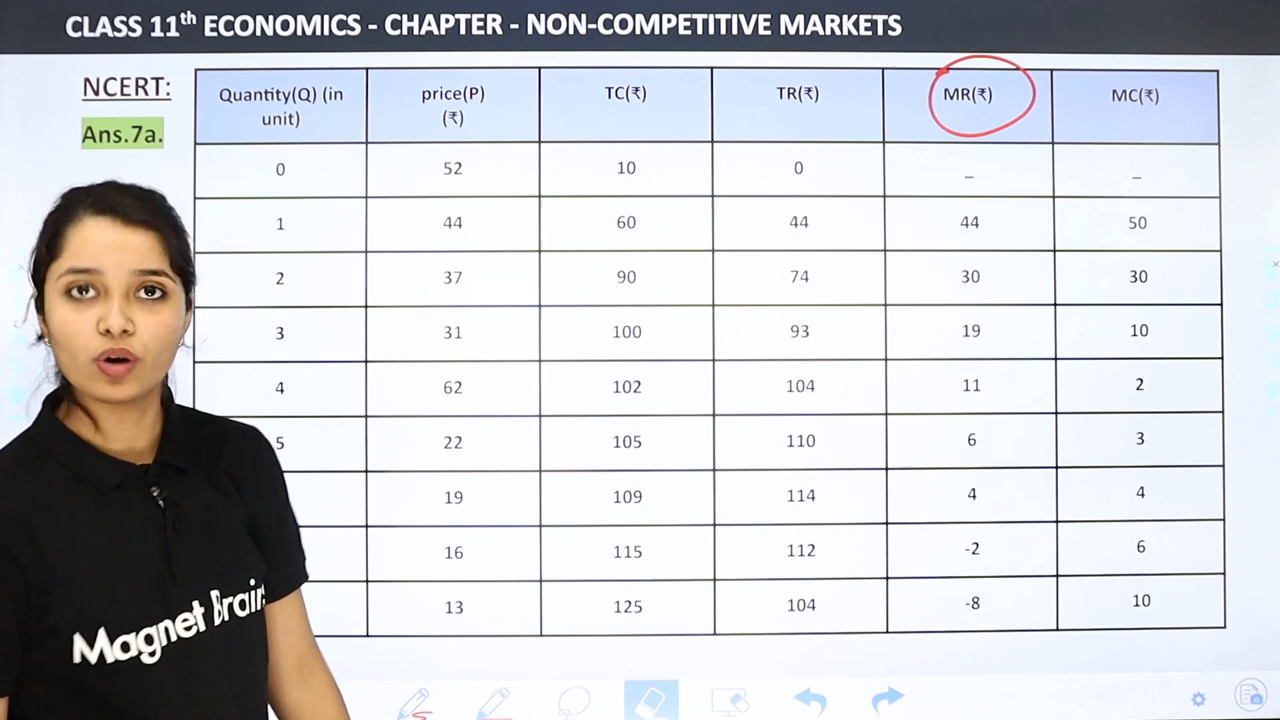 CLASS 11th ECONOMICS - CHAPTER - NON-COMPETITIVE MARKETS
NCERT:
Ans.7a.
Quantity(Q) (in unit) price(P) (₹) TC(₹) TR(₹) MR(₹) MC(₹)
0 52 10 0 _ _
1 44 60 44 44 50
2 37 90 74 30 30
3 31 100 93 19 10
4 62 102 104 11 2
5 22 105 110 6 3
19 109 114 4 4
16 115 112 -2 6
13 125 104 -8 10
Magnet Brains